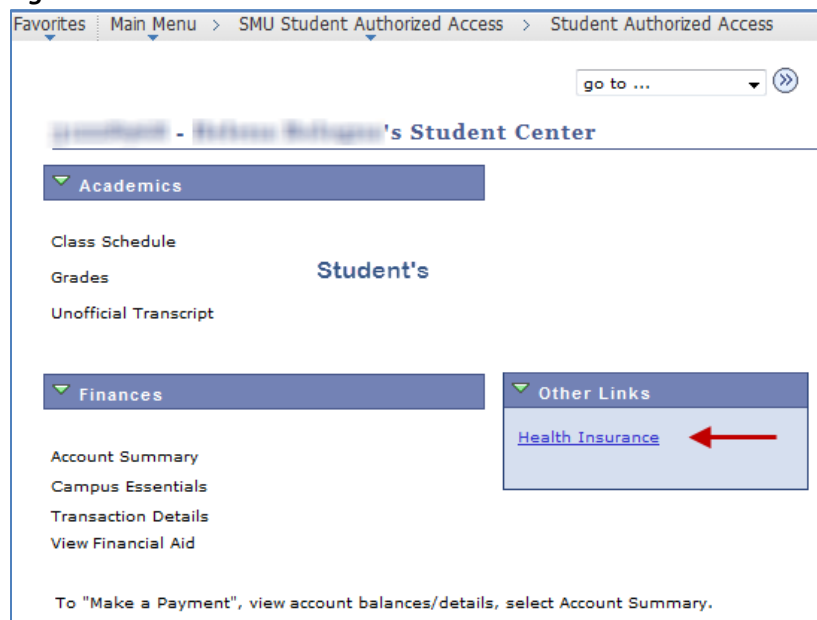 Favorites Main Menu > SMU Student Authorized Access > Student Authorized Access
go to ...
- 's Student Center
Academics
Class Schedule
Grades
Student's
Unofficial Transcript
Finances
Other Links
Health Insurance
Account Summary
Campus Essentials
Transaction Details
View Financial Aid
To "Make a Payment", view account balances/details, select Account Summary.